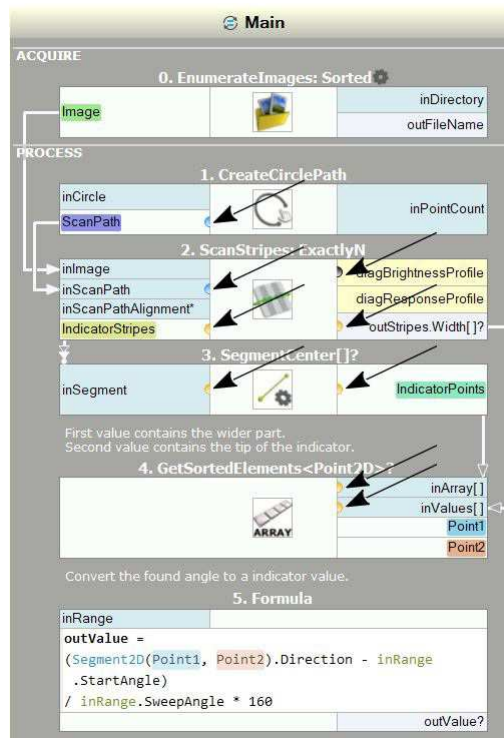 Main
ACQUIRE
0. EnumerateImages: Sorted
Image
inDirectory
outFileName
PROCESS
1. CreateCirclePath
inCircle
ScanPath
inPointCount
2. ScanStripes: ExactlyN
inImage
inScanPath
inScanPathAlignment*
IndicatorStripes
diagBrightnessProfile
diagResponseProfile
outStripes.Width[]?
3. SegmentCenter[]?
inSegment
IndicatorPoints
First value contains the wider part.
Second value contains the tip of the indicator.
4. GetSortedElements<Point2D>?
ARRAY
inArray[]
inValues[]
Point1
Point2
Convert the found angle to a indicator value.
5. Formula
inRange
outValue =
(Segment2D(Point1, Point2).Direction - inRange
.StartAngle)
/ inRange.SweepAngle * 160
outValue?